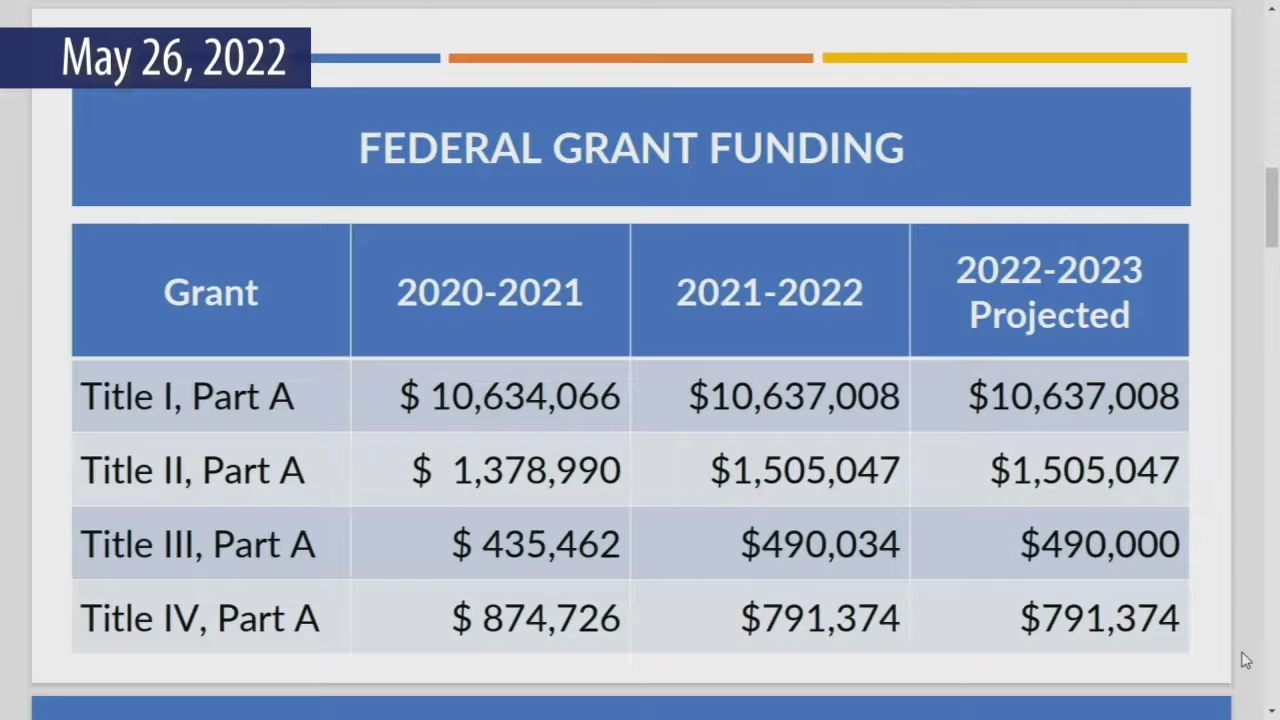 May 26, 2022
FEDERAL GRANT FUNDING
Grant 2020-2021 2021-2022 2022-2023 Projected
Title I, Part A $ 10,634,066 $10,637,008 $10,637,008
Title II, Part A $ 1,378,990 $1,505,047 $1,505,047
Title III, Part A $ 435,462 $490,034 $490,000
Title IV, Part A $ 874,726 $791,374 $791,374